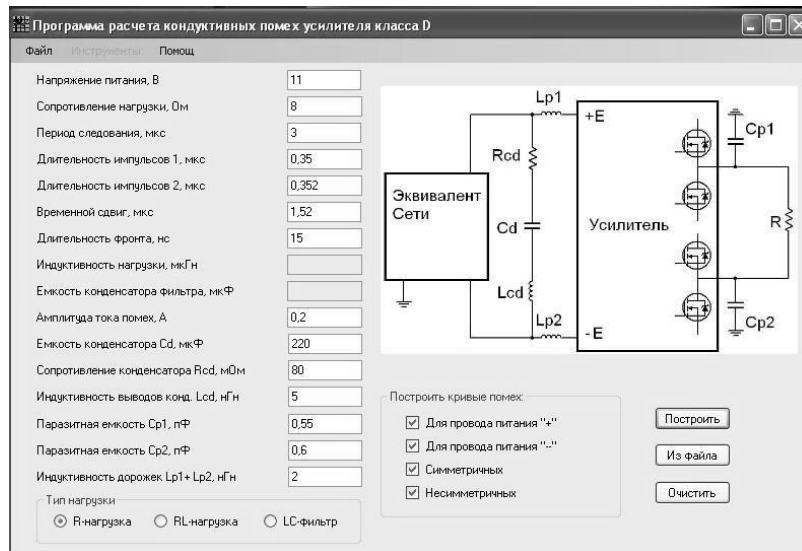 Программа расчета кондуктивных помех усилителя класса D
Файл Инструменты Помощ
Напряжение питания, В 11
Сопротивление нагрузки, Ом 8
Период следования, мкс 3
Длительность импульсов 1, мкс 0,35
Длительность импульсов 2, мкс 0,352
Временной сдвиг, мкс 1,52
Длительность фронта, нс 15
Индуктивность нагрузки, мкГн
Емкость конденсатора фильтра, мкФ
Амплитуда тока помех, А 0,2
Емкость конденсатора Cd, мкФ 220
Сопротивление конденсатора Rcd, мОм 80
Индуктивность выводов конд. Lcd, нГн 5
Паразитная емкость Cp1, пФ 0,55
Паразитная емкость Cp2, пФ 0,6
Индуктивность дорожек Lp1+ Lp2, нГн 2
Тип нагрузки
R-нагрузка RL-нагрузка LC-фильтр
Lp1
+E
Cp1
Rcd
Эквивалент
Сети
Cd
Усилитель
R
Lcd
Lp2
-E
Cp2
Построить кривые помех:
Для провода питания "+"
Для провода питания "-"
Симметричных
Несимметричных
Построить
Из файла
Очистить